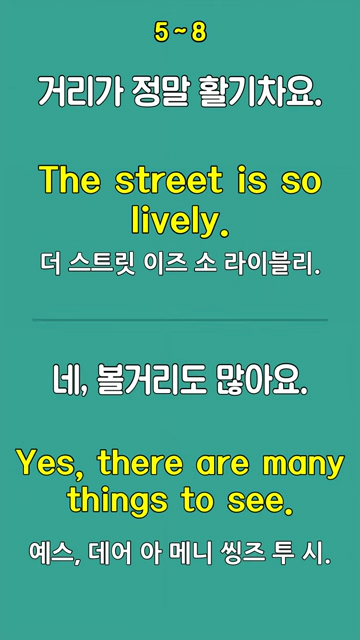 5~8
거리가 정말 활기차요.
The street is so
lively.
더 스트릿 이즈 소 라이블리.
네, 볼거리도 많아요.
Yes, there are many
things to see.
예스, 데어 아 메니 씽즈 투 시.